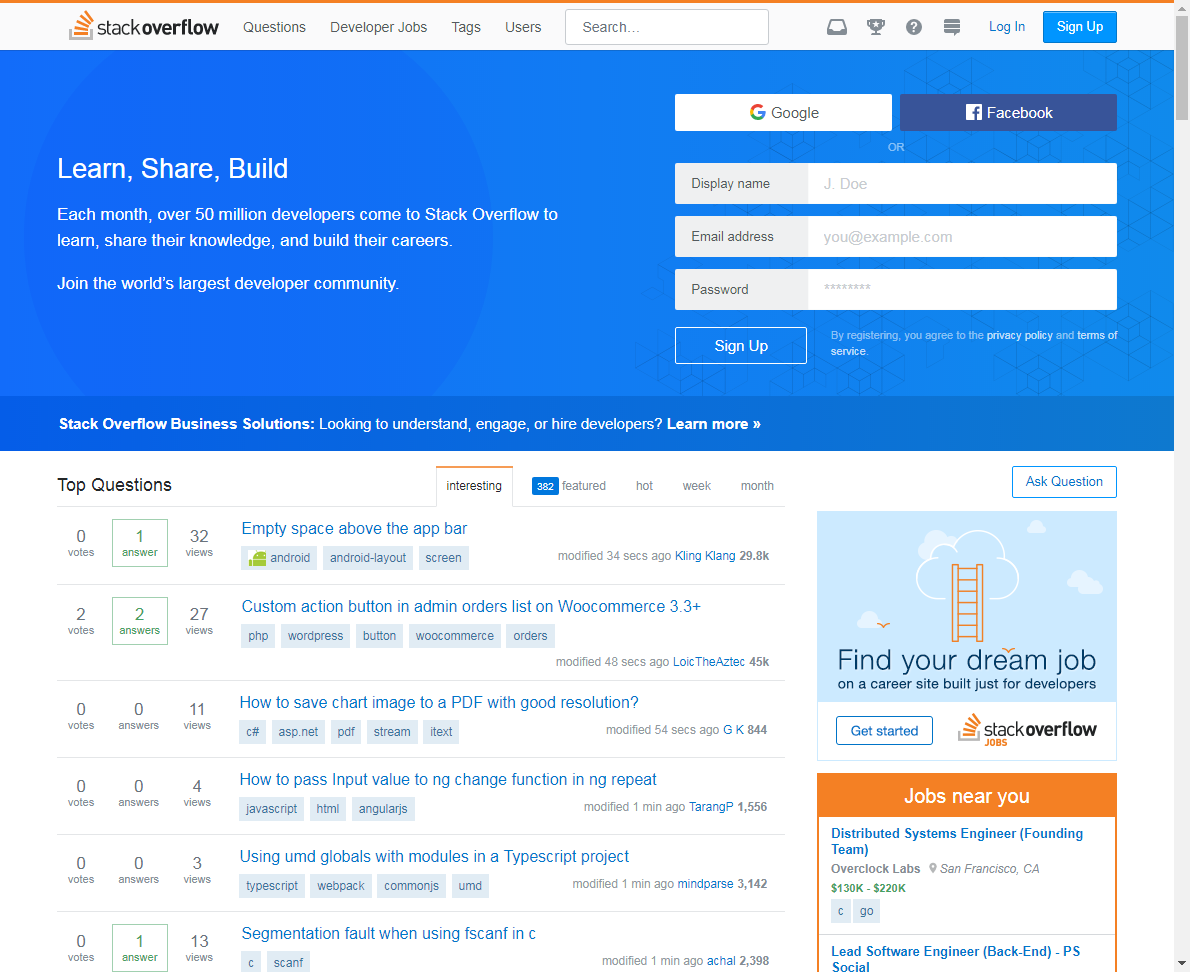 stackoverflow Questions Developer Jobs Tags Users Search... Log In Sign Up
Google Facebook
OR
Learn, Share, Build
Each month, over 50 million developers come to Stack Overflow to
learn, share their knowledge, and build their careers.
Join the world's largest developer community.
Display name J. Doe
Email address you@example.com
Password ********
Sign Up
By registering, you agree to the privacy policy and terms of
service.
Stack Overflow Business Solutions: Looking to understand, engage, or hire developers? Learn more »
Top Questions interesting 382 featured hot week month
0 votes 1 answer 32 views
Empty space above the app bar
android android-layout screen
modified 34 secs ago Kling Klang 29.8k
2 votes 2 answers 27 views
Custom action button in admin orders list on Woocommerce 3.3+
php wordpress button woocommerce orders
modified 48 secs ago LoicTheAztec 45k
0 votes 0 answers 11 views
How to save chart image to a PDF with good resolution?
c# asp.net pdf stream itext
modified 54 secs ago G K 844
0 votes 0 answers 4 views
How to pass Input value to ng change function in ng repeat
javascript html angularjs
modified 1 min ago TarangP 1,556
0 votes 0 answers 3 views
Using umd globals with modules in a Typescript project
typescript webpack commonjs umd
modified 1 min ago mindparse 3,142
0 votes 1 answer 13 views
Segmentation fault when using fscanf in c
c scanf
modified 1 min ago achal 2,398
Ask Question
Find your dream job
on a career site built just for developers
Get started
stackoverflow
JOBS
Jobs near you
Distributed Systems Engineer (Founding
Team)
Overclock Labs San Francisco, CA
$130K - $220K
c go
Lead Software Engineer (Back-End) - PS
Social